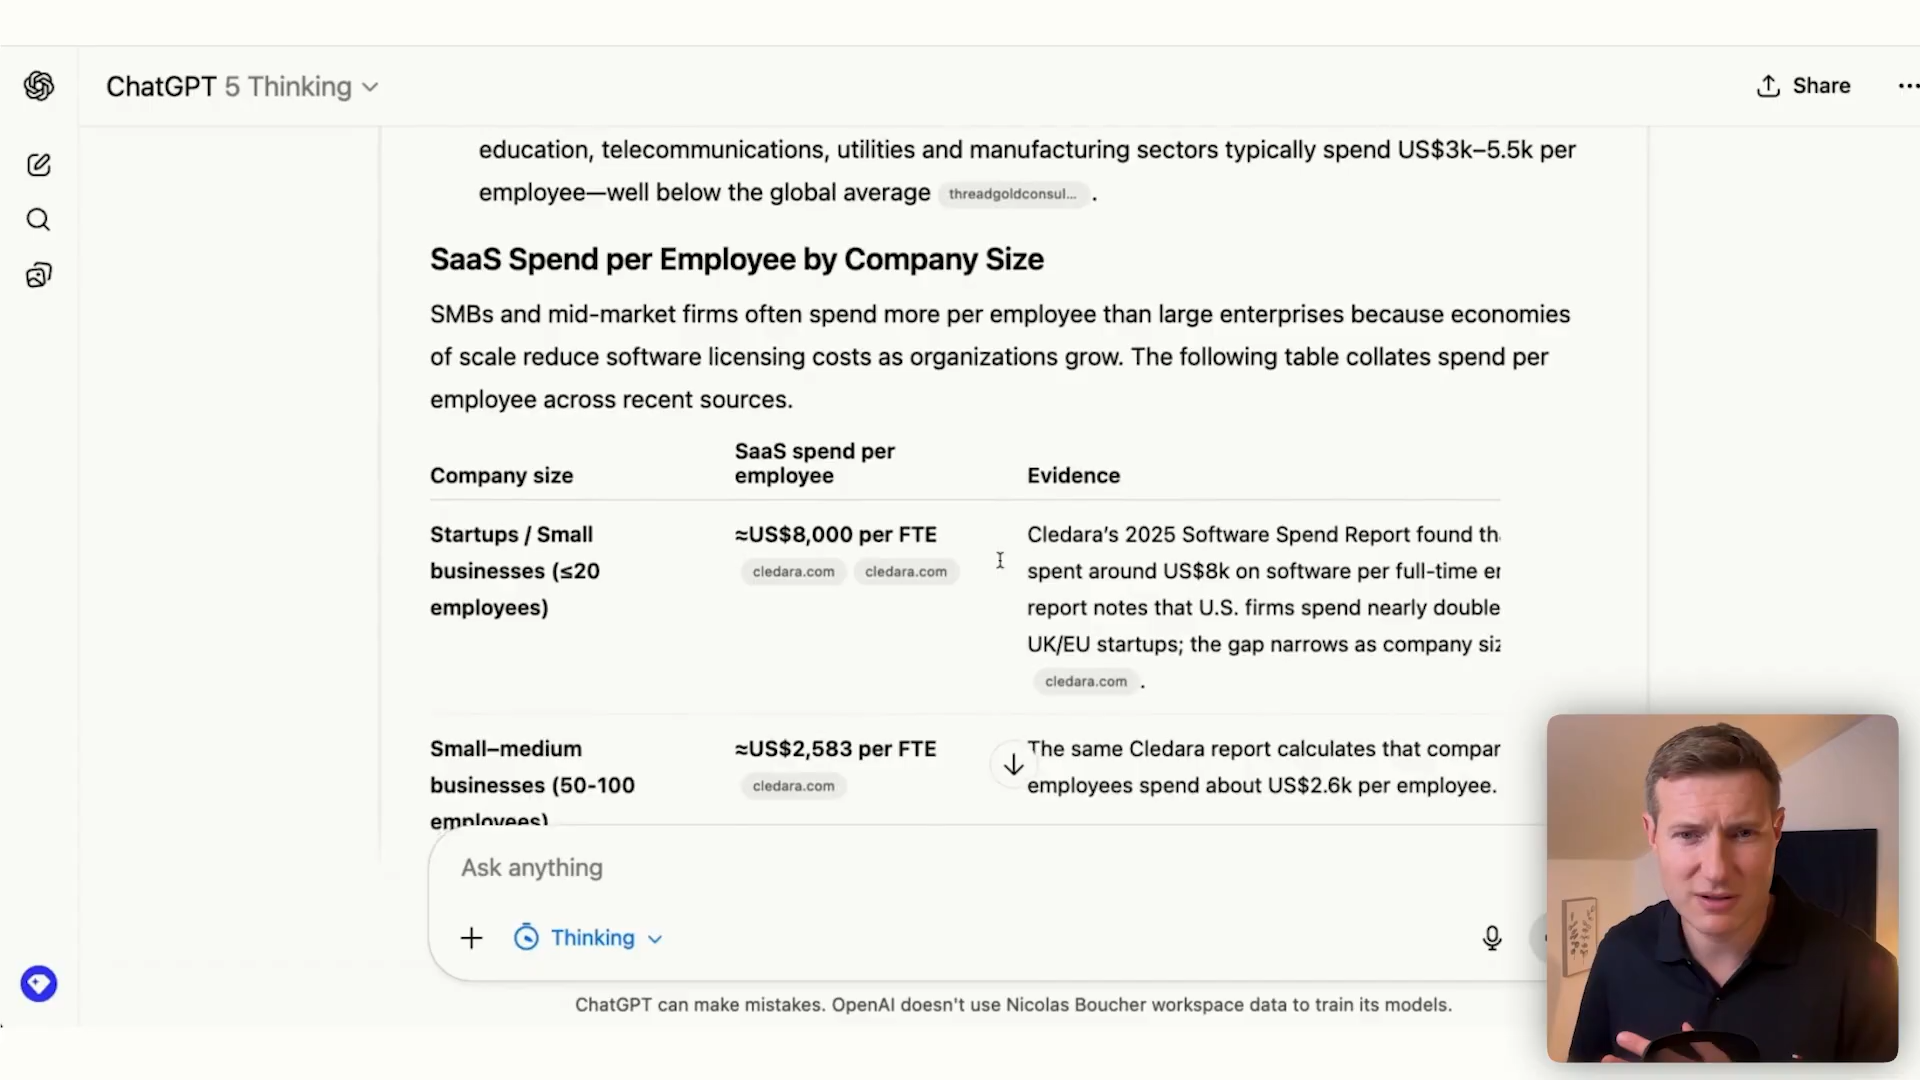 ChatGPT 5 Thinking
Share
education, telecommunications, utilities and manufacturing sectors typically spend US$3k–5.5k per
employee—well below the global average threadgoldconsul... .
SaaS Spend per Employee by Company Size
SMBs and mid-market firms often spend more per employee than large enterprises because economies
of scale reduce software licensing costs as organizations grow. The following table collates spend per
employee across recent sources.
Company size
SaaS spend per
employee
Evidence
Startups / Small
businesses (≤20
employees)
≈US$8,000 per FTE
cledara.com cledara.com
Cledara's 2025 Software Spend Report found
spent around US$8k on software per full-time
report notes that U.S. firms spend nearly double
UK/EU startups; the gap narrows as company
cledara.com .
Small–medium
businesses (50-100
employees)
≈US$2,583 per FTE
cledara.com
The same Cledara report calculates that
employees spend about US$2.6k per employee.
Ask anything
Thinking
ChatGPT can make mistakes. OpenAI doesn't use Nicolas Boucher workspace data to train its models.